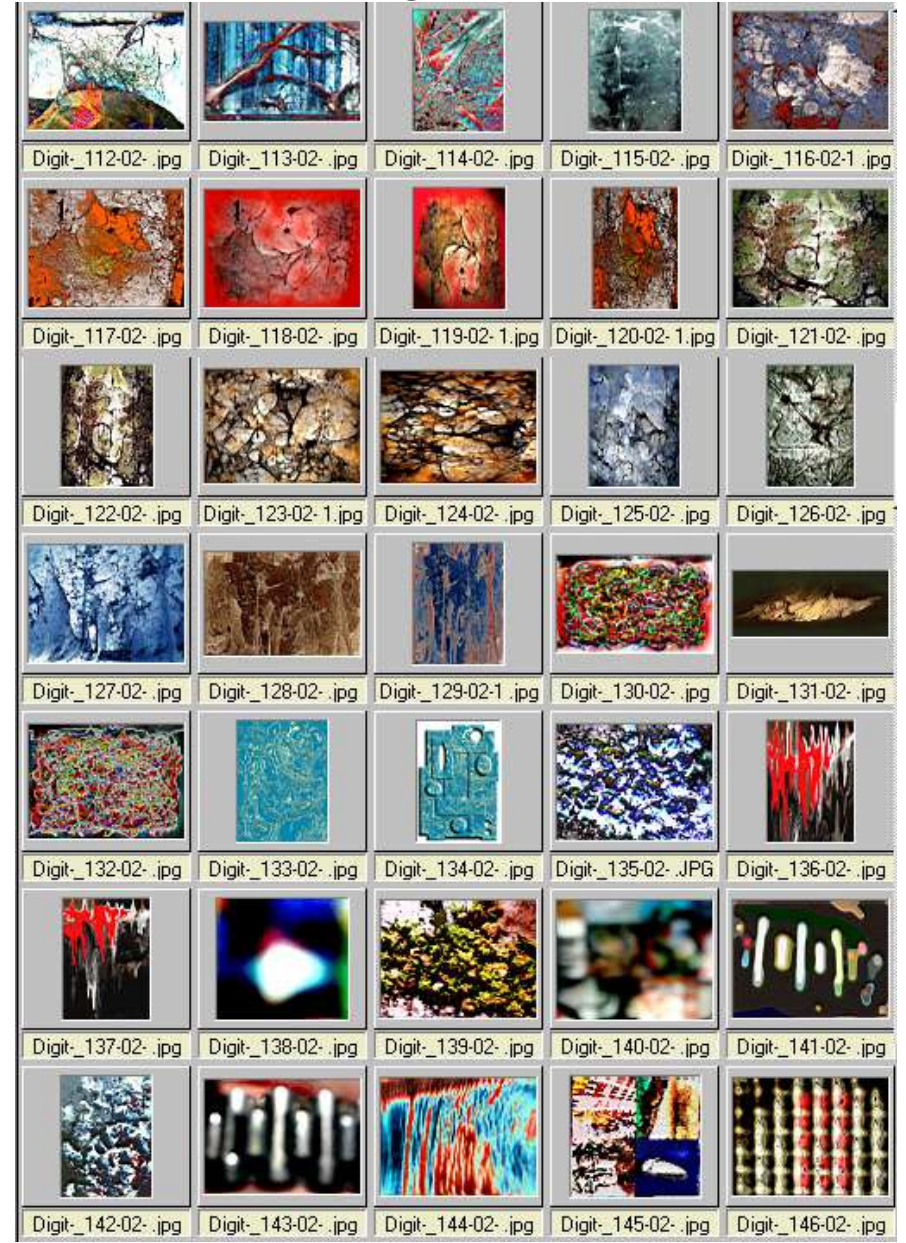 Digit-_112-02- .jpg Digit-_113-02- .jpg Digit-_114-02- .jpg Digit-_115-02- .jpg Digit-_116-02-1 .jpg
Digit-_117-02- .jpg Digit-_118-02- .jpg Digit-_119-02- 1.jpg Digit-_120-02- 1.jpg Digit-_121-02- .jpg
Digit-_122-02- .jpg Digit-_123-02- 1.jpg Digit-_124-02- .jpg Digit-_125-02- .jpg Digit-_126-02- .jpg
Digit-_127-02- .jpg Digit-_128-02- .jpg Digit-_129-02-1 .jpg Digit-_130-02- .jpg Digit-_131-02- .jpg
Digit-_132-02- .jpg Digit-_133-02- .jpg Digit-_134-02- .jpg Digit-_135-02- .JPG Digit-_136-02- .jpg
Digit-_137-02- .jpg Digit-_138-02- .jpg Digit-_139-02- .jpg Digit-_140-02- .jpg Digit-_141-02- .jpg
Digit-_142-02- .jpg Digit-_143-02- .jpg Digit-_144-02- .jpg Digit-_145-02- .jpg Digit-_146-02- .jpg